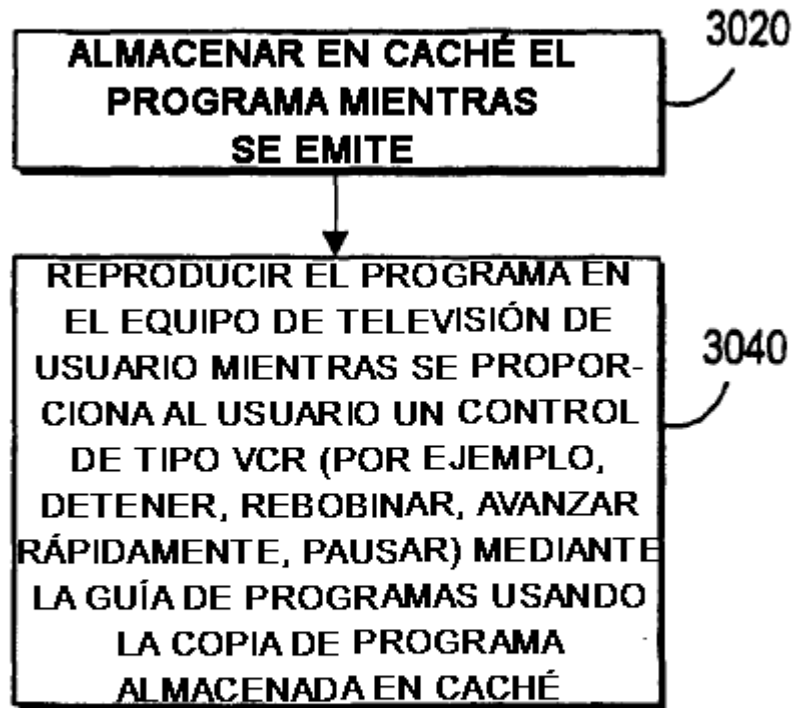 ALMACENAR EN CACHÉ EL
PROGRAMA MIENTRAS
SE EMITE
3020
REPRODUCIR EL PROGRAMA EN
EL EQUIPO DE TELEVISIÓN DE
USUARIO MIENTRAS SE PROPOR-
CIONA AL USUARIO UN CONTROL
DE TIPO VCR (POR EJEMPLO,
DETENER, REBOBINAR, AVANZAR
RÁPIDAMENTE, PAUSAR) MEDIANTE
LA GUÍA DE PROGRAMAS USANDO
LA COPIA DE PROGRAMA
ALMACENADA EN CACHÉ
3040